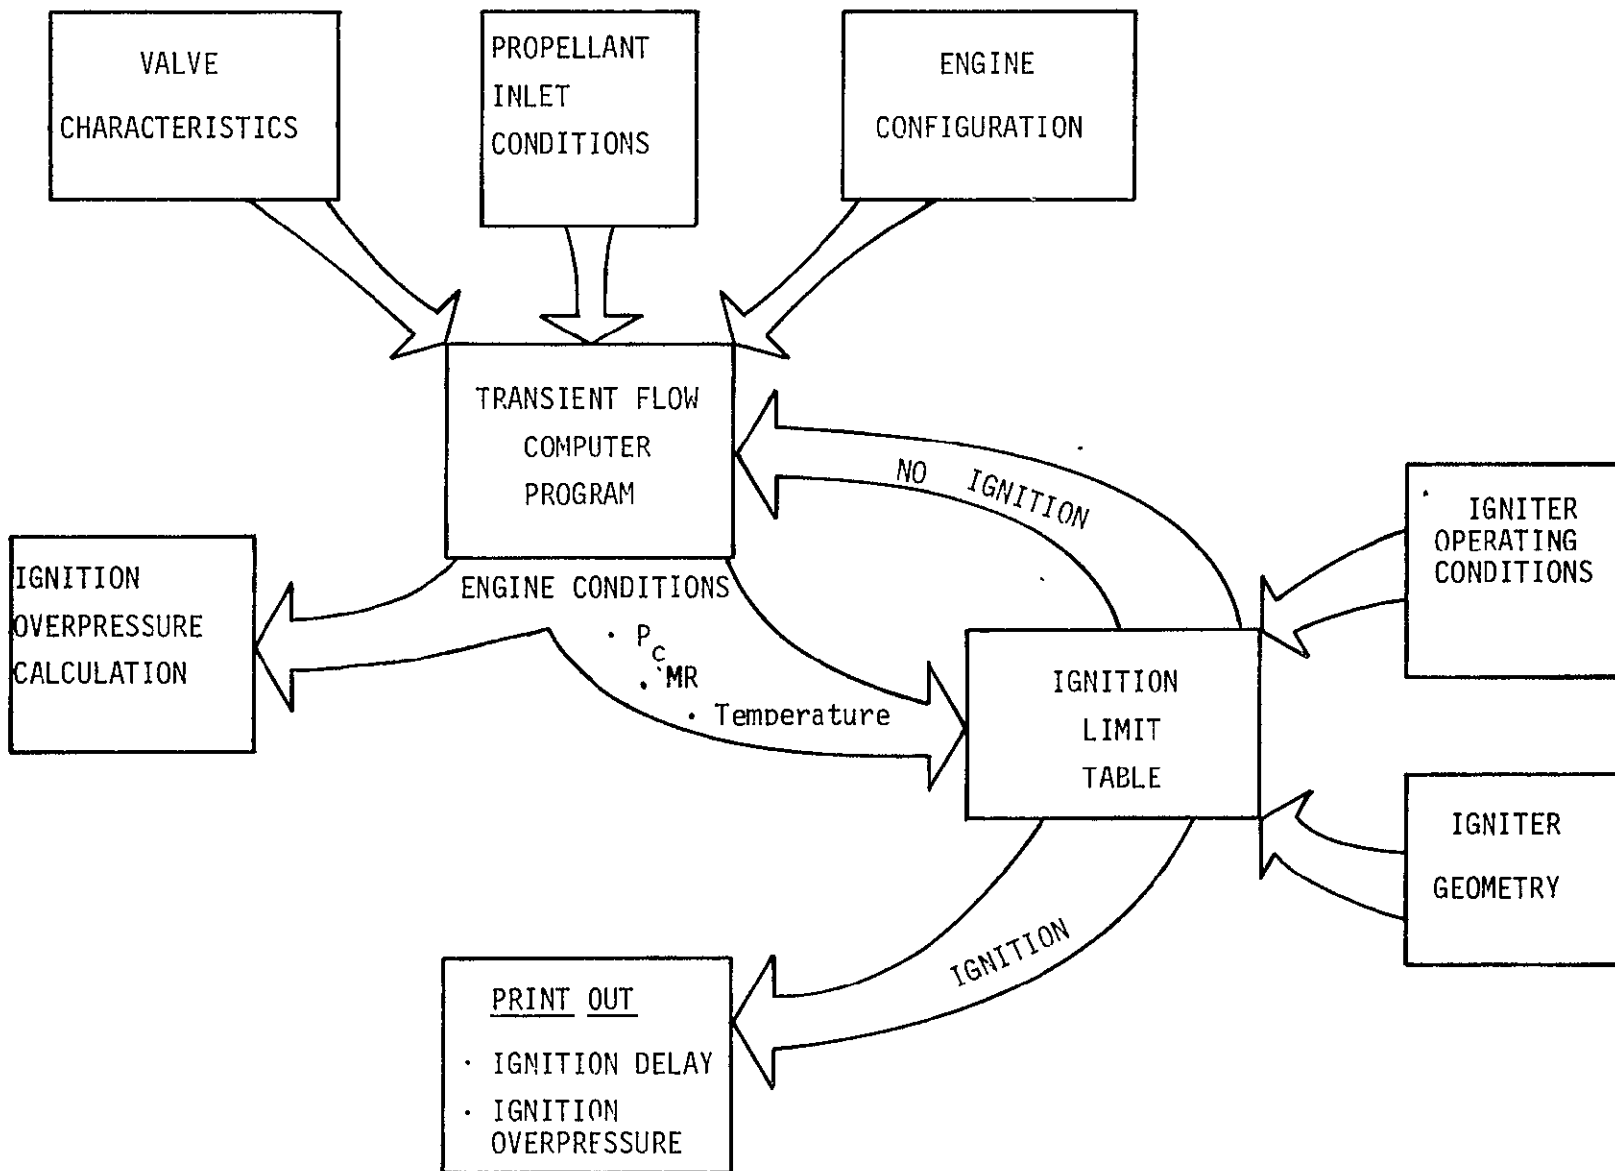 VALVE
CHARACTERISTICS
PROPELLANT
INLET
CONDITIONS
ENGINE
CONFIGURATION
TRANSIENT FLOW
COMPUTER
PROGRAM
NO IGNITION
IGNITER
OPERATING
CONDITIONS
IGNITION
OVERPRESSURE
CALCULATION
ENGINE CONDITIONS
· Pc
· MR
· Temperature
IGNITION
LIMIT
TABLE
IGNITER
GEOMETRY
IGNITION
PRINT OUT
· IGNITION DELAY
· IGNITION
OVERPRESSURE